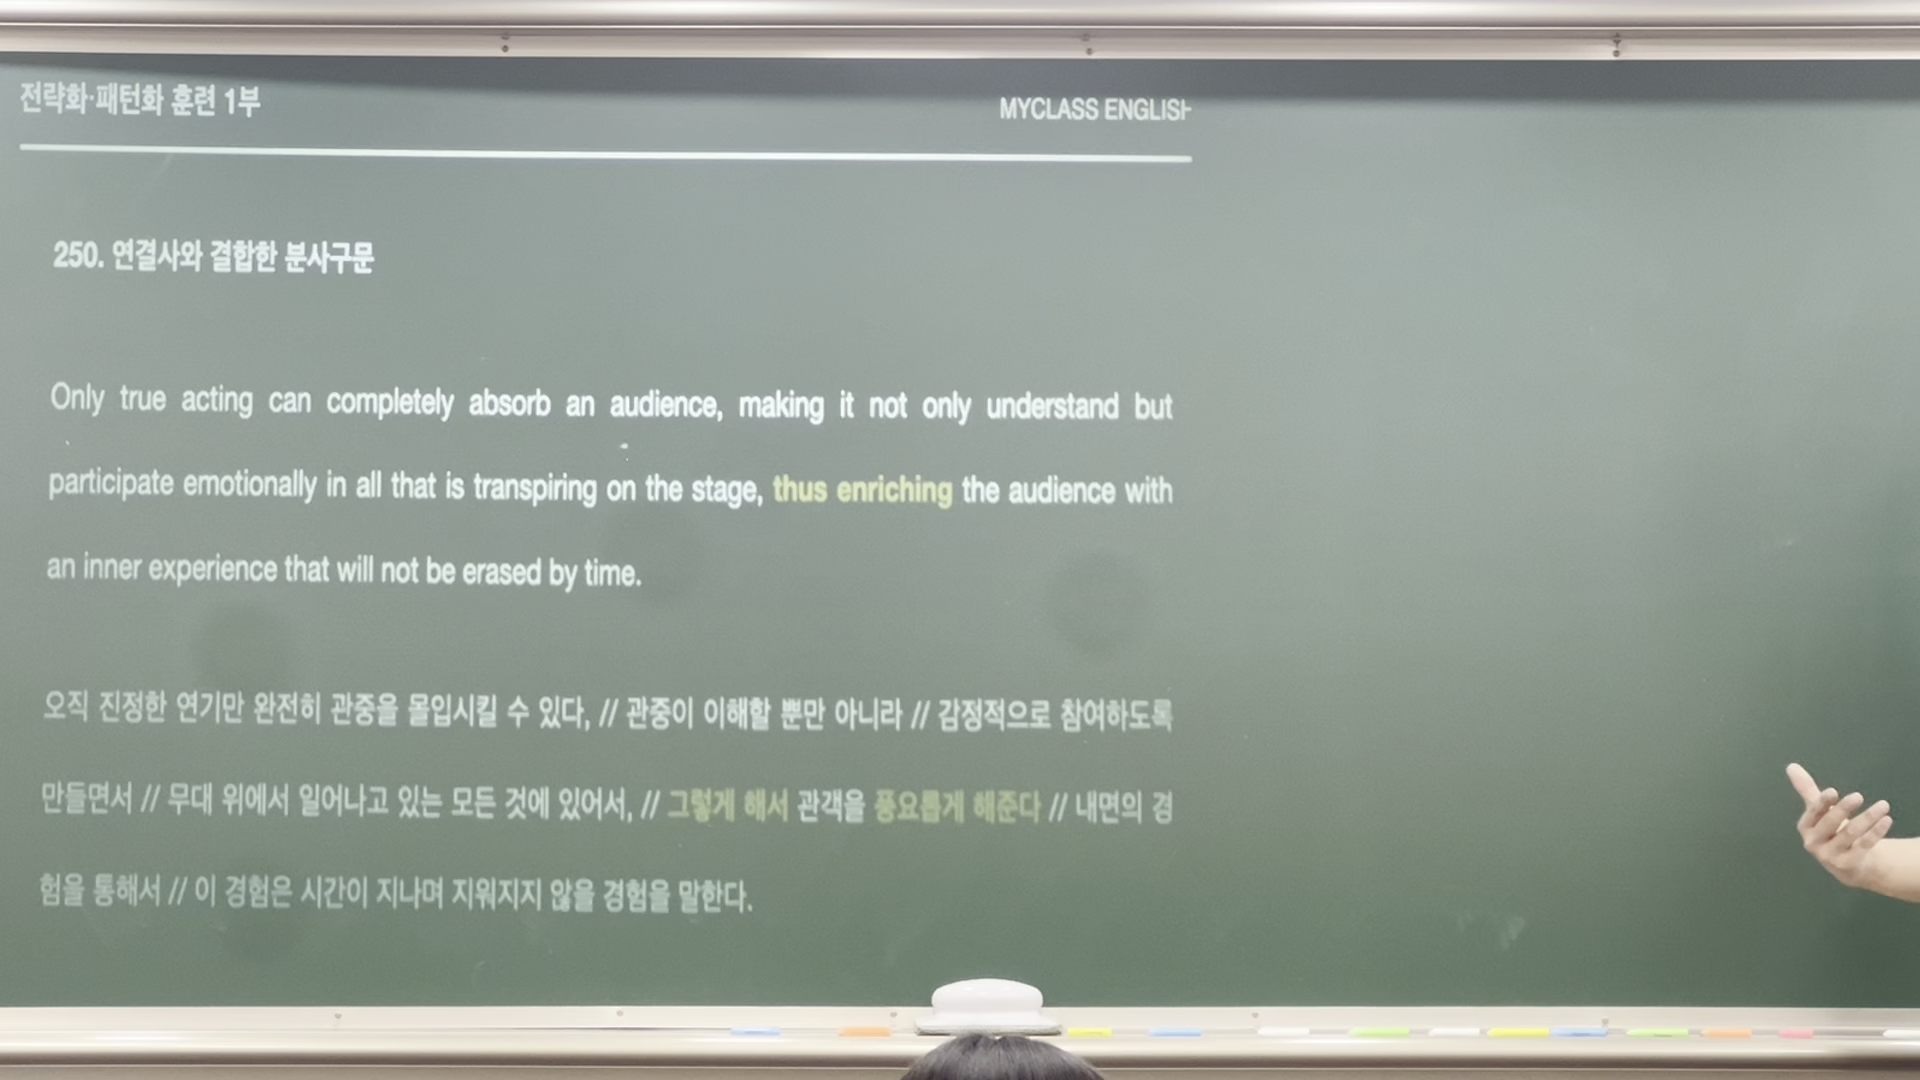 전략화·패턴화 훈련 1부
MYCLASS ENGLISH
250. 연결사와 결합한 분사구문
Only true acting can completely absorb an audience, making it not only understand but
participate emotionally in all that is transpiring on the stage, thus enriching the audience with
an inner experience that will not be erased by time.
오직 진정한 연기만 완전히 관중을 몰입시킬 수 있다, // 관중이 이해할 뿐만 아니라 // 감정적으로 참여하도록
만들면서 // 무대 위에서 일어나고 있는 모든 것에 있어서, // 그렇게 해서 관객을 풍요롭게 해준다 // 내면의 경
험을 통해서 // 이 경험은 시간이 지나며 지워지지 않을 경험을 말한다.